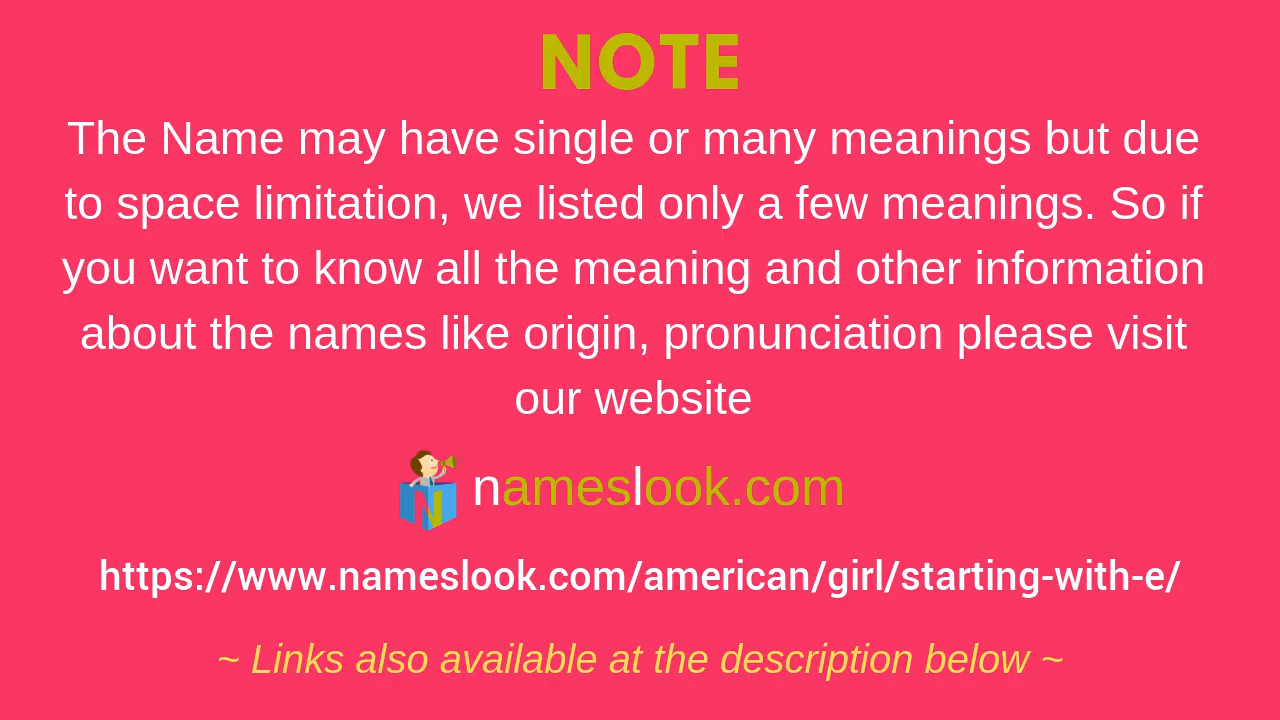 NOTE
The Name may have single or many meanings but due
to space limitation, we listed only a few meanings. So if
you want to know all the meaning and other information
about the names like origin, pronunciation please visit
our website
N
nameslook.com
https://www.nameslook.com/american/girl/starting-with-e/
~ Links also available at the description below ~